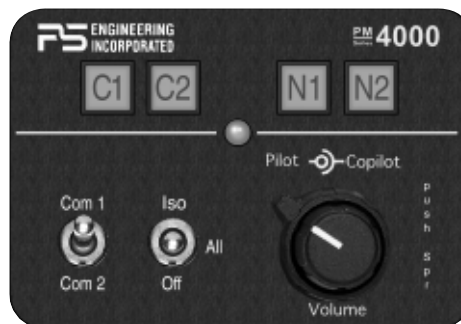 PS ENGINEERING
INCORPORATED
PM
Series
4000
C1 C2 N1 N2
Pilot Copilot
Com 1
Com 2
Iso
All
Off
Volume
Push Spr